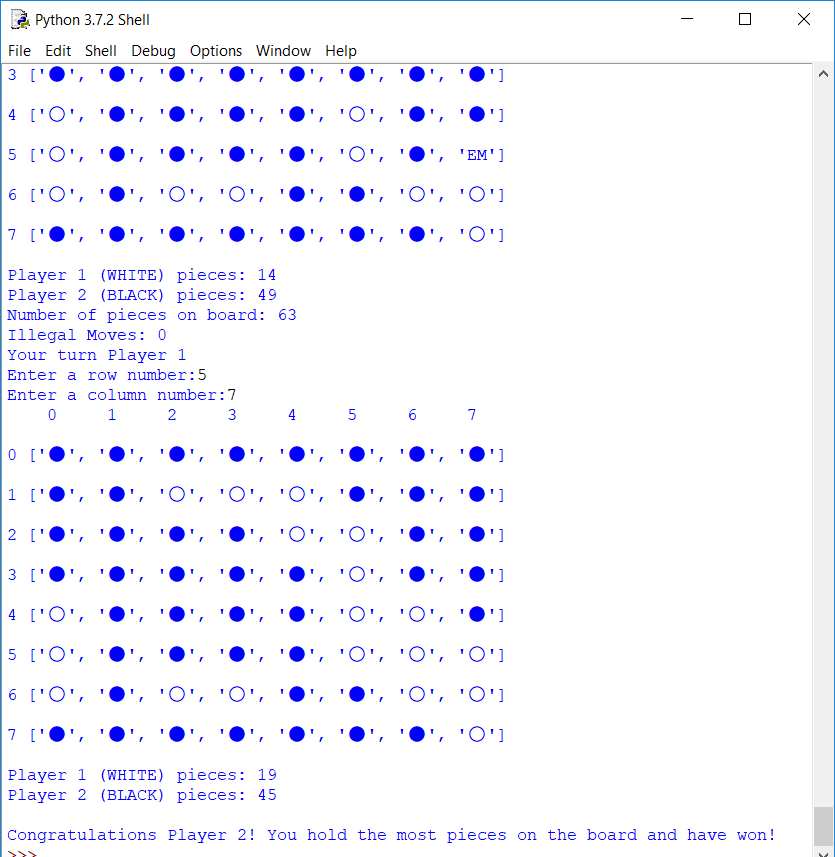 Python 3.7.2 Shell
File Edit Shell Debug Options Window Help
3 ['●', '●', '●', '●', '●', '●', '●', '●']
4 ['○', '●', '●', '●', '●', '○', '●', '●']
5 ['○', '●', '●', '●', '●', '○', '●', 'EM']
6 ['○', '●', '○', '○', '●', '●', '○', '○']
7 ['●', '●', '●', '●', '●', '●', '●', '○']
Player 1 (WHITE) pieces: 14
Player 2 (BLACK) pieces: 49
Number of pieces on board: 63
Illegal Moves: 0
Your turn Player 1
Enter a row number:5
Enter a column number:7
0 1 2 3 4 5 6 7
0 ['●', '●', '●', '●', '●', '●', '●', '●']
1 ['●', '●', '○', '○', '○', '●', '●', '●']
2 ['●', '●', '●', '●', '○', '○', '●', '●']
3 ['●', '●', '●', '●', '●', '○', '●', '●']
4 ['○', '●', '●', '●', '●', '○', '○', '●']
5 ['○', '●', '●', '●', '●', '○', '○', '○']
6 ['○', '●', '○', '○', '●', '●', '○', '○']
7 ['●', '●', '●', '●', '●', '●', '●', '○']
Player 1 (WHITE) pieces: 19
Player 2 (BLACK) pieces: 45
Congratulations Player 2! You hold the most pieces on the board and have won!
>>>